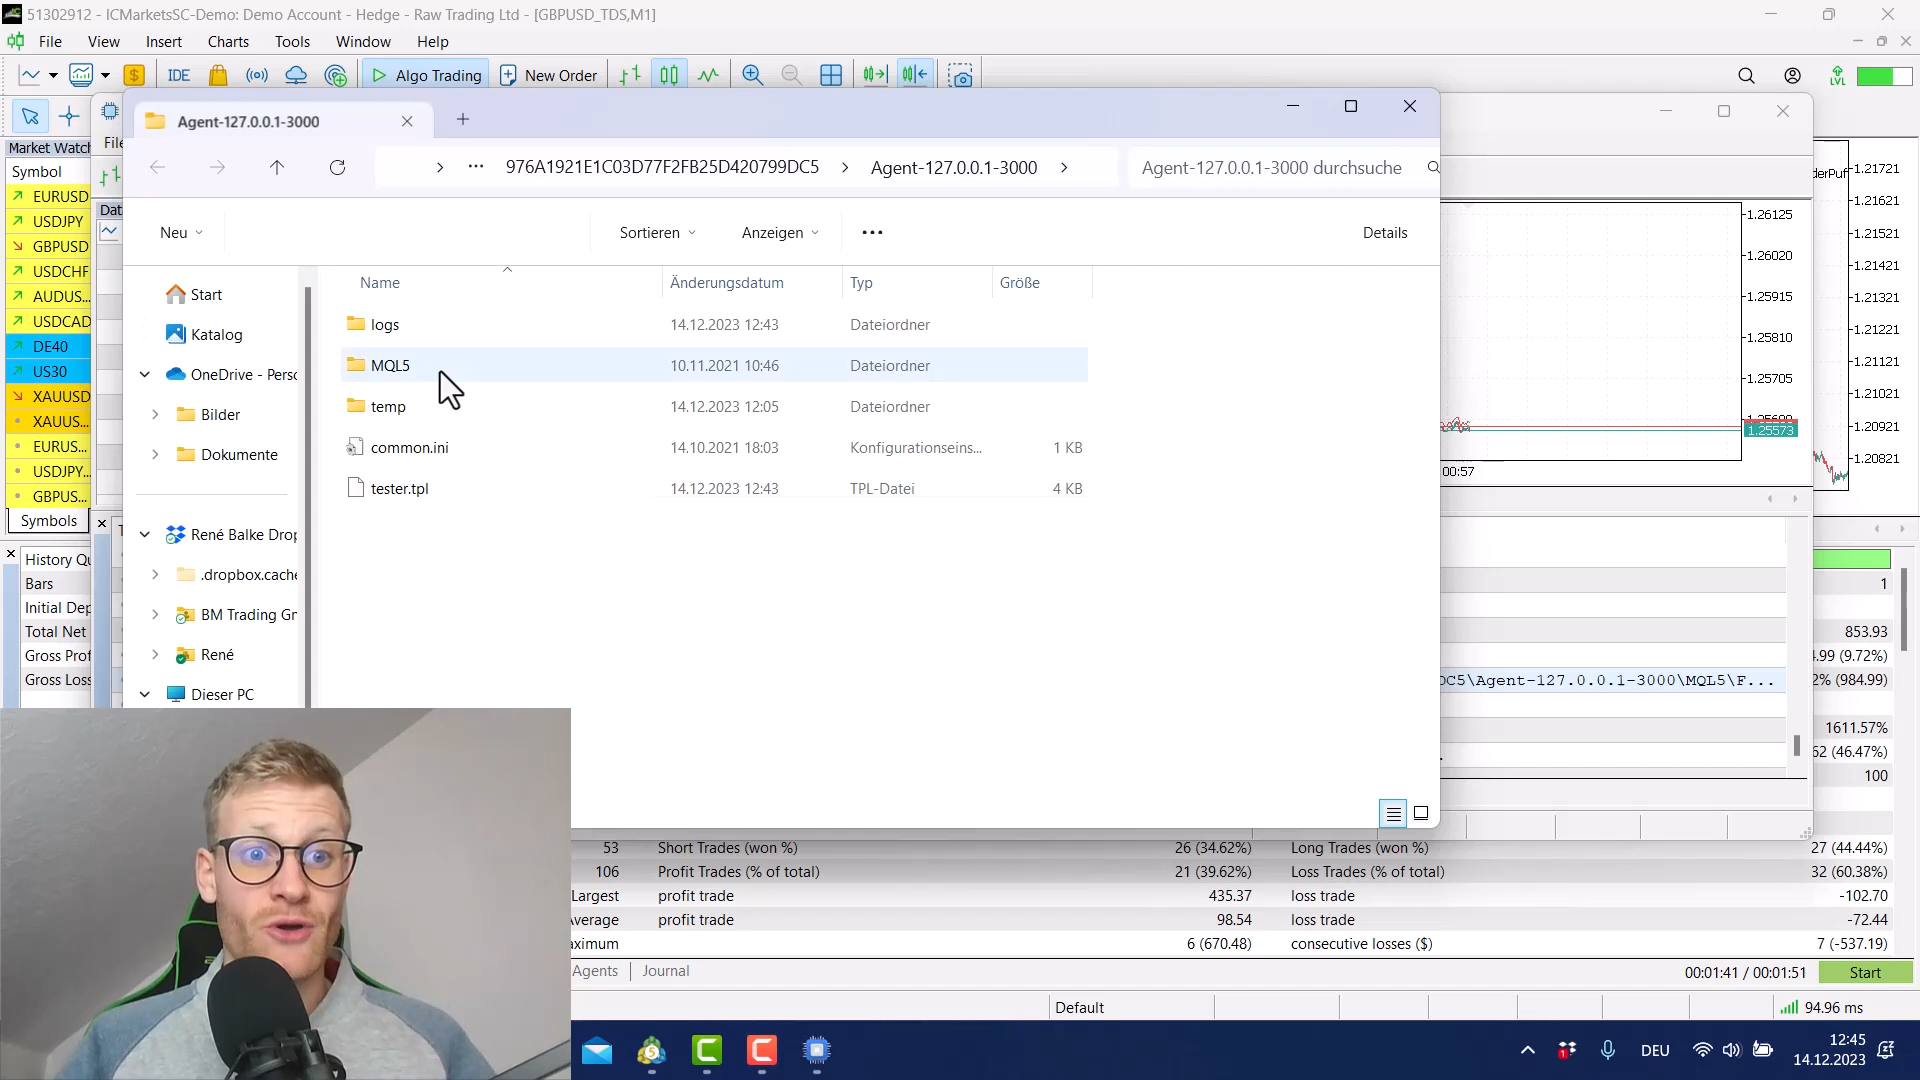 51302912 - ICMarketsSC-Demo: Demo Account - Hedge - Raw Trading Ltd - [GBPUSD_TDS,M1]
File View Insert Charts Tools Window Help
IDE Algo Trading New Order LVL
Agent-127.0.0.1-3000
976A1921E1C03D77F2FB25D420799DC5 Agent-127.0.0.1-3000 Agent-127.0.0.1-3000 durchsuche
Neu Sortieren Anzeigen Details
Name Änderungsdatum Typ Größe
logs 14.12.2023 12:43 Dateiordner
MQL5 10.11.2021 10:46 Dateiordner
temp 14.12.2023 12:05 Dateiordner
common.ini 14.10.2021 18:03 Konfigurationseins... 1 KB
tester.tpl 14.12.2023 12:43 TPL-Datei 4 KB
Start
Katalog
OneDrive - Persc
Bilder
Dokumente
René Balke Drop
.dropbox.cache
BM Trading Gr
René
Dieser PC
Market Watch
Symbol
EURUSD
USDJPY
GBPUSD
USDCHF
AUDUS...
USDCAD
DE40
US30
XAUUSD
XAUUS...
EURUS...
USDJPY...
GBPUS...
Symbols
File
Dat
History Qu
Bars
Initial Dep
Total Net
Gross Prof
Gross Loss
1.26125
1.26020
1.25915
1.25810
1.25705
1.25600
1.25573
00:57
derPuf
1.21721
1.21621
1.21521
1.21421
1.21321
1.21221
1.21121
1.21021
1.20921
1.20821
DC5\Agent-127.0.0.1-3000\MQL5\F...
1
853.93
4.99 (9.72%)
2% (984.99)
1611.57%
62 (46.47%)
100
53 Short Trades (won %) 26 (34.62%) Long Trades (won %) 27 (44.44%)
106 Profit Trades (% of total) 21 (39.62%) Loss Trades (% of total) 32 (60.38%)
Largest profit trade 435.37 loss trade -102.70
Average profit trade 98.54 loss trade -72.44
aximum 6 (670.48) consecutive losses ($) 7 (-537.19)
Agents Journal 00:01:41 / 00:01:51 Start
Default 94.96 ms
DEU 12:45
14.12.2023